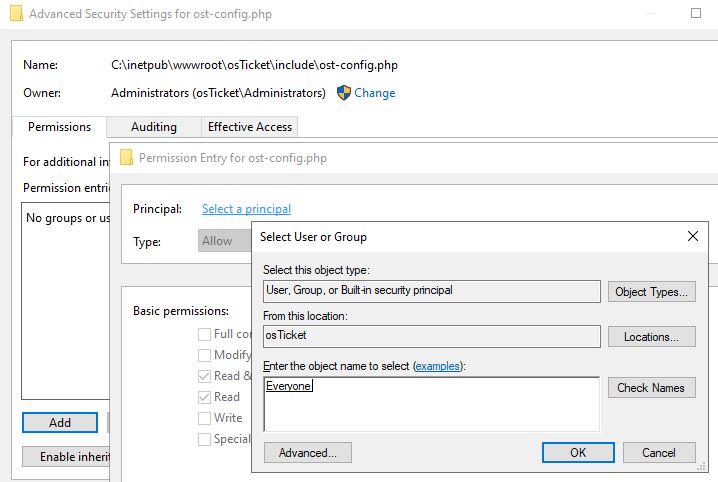 Advanced Security Settings for ost-config.php
Name: C:\inetpub\wwwroot\osTicket\include\ost-config.php
Owner: Administrators (osTicket\Administrators) Change
Permissions Auditing Effective Access
For additional in
Permission entrie
No groups or us
Add
Enable inherit
Permission Entry for ost-config.php
Principal: Select a principal
Type: Allow
Basic permissions:
Full con
Modify
Read &
Read
Write
Special
Select User or Group
Select this object type:
User, Group, or Built-in security principal Object Types...
From this location:
osTicket Locations...
Enter the object name to select (examples):
Everyone Check Names
Advanced... OK Cancel